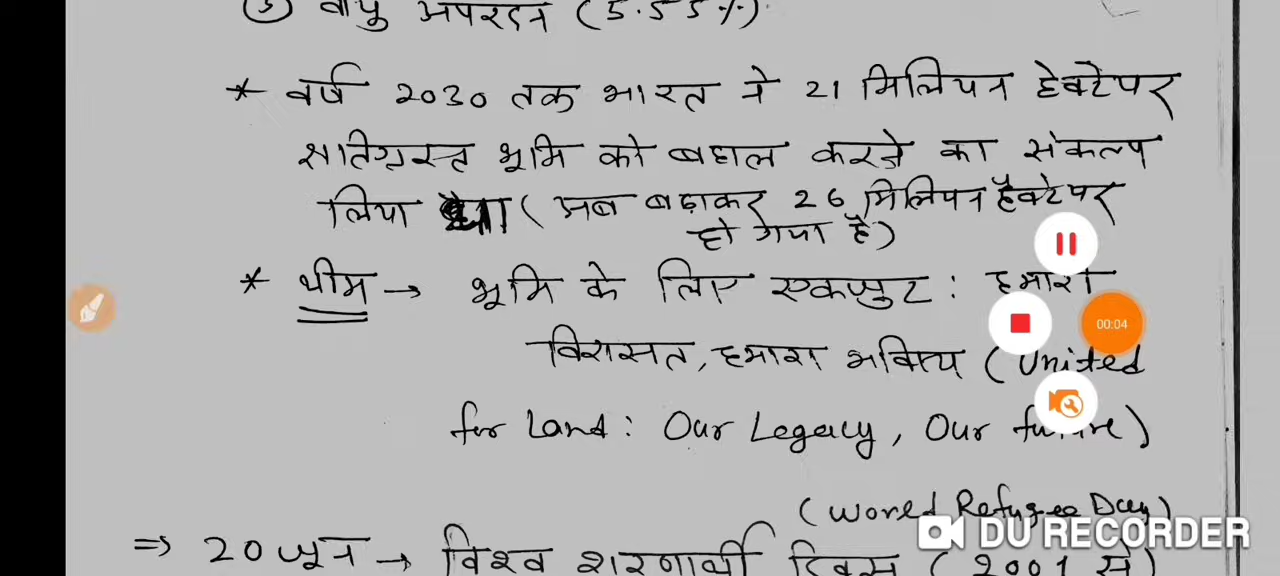 ③ वायु अपरदन (5.55%)
* वर्ष 2030 तक भारत ने 21 मिलियन हेक्टेयर
क्षतिग्रस्त भूमि को बहाल करने का संकल्प
लिया था (अब बढ़ाकर 26 मिलियन हैक्टेयर
हो गया है)
* थीम → भूमि के लिए एकजुट: हमारा
00:04
विरासत, हमारा भविष्य (United
for Land: Our Legacy, Our future)
(World Refugee Day)
DU RECORDER
⇒ 20 जून → विश्व शरणार्थी दिवस (2001 से)